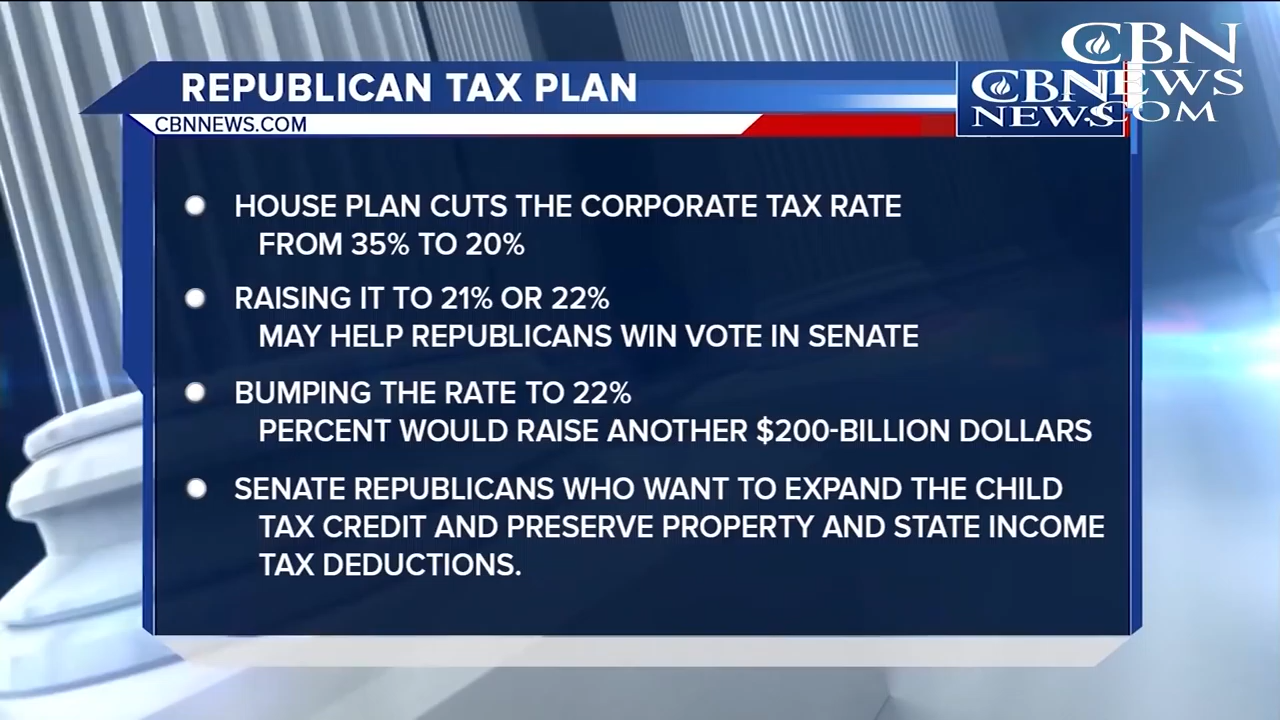 CBN
NEWS
.COM
REPUBLICAN TAX PLAN
CBN
NEWS
CBNNEWS.COM
HOUSE PLAN CUTS THE CORPORATE TAX RATE
FROM 35% TO 20%
RAISING IT TO 21% OR 22%
MAY HELP REPUBLICANS WIN VOTE IN SENATE
BUMPING THE RATE TO 22%
PERCENT WOULD RAISE ANOTHER $200-BILLION DOLLARS
SENATE REPUBLICANS WHO WANT TO EXPAND THE CHILD
TAX CREDIT AND PRESERVE PROPERTY AND STATE INCOME
TAX DEDUCTIONS.